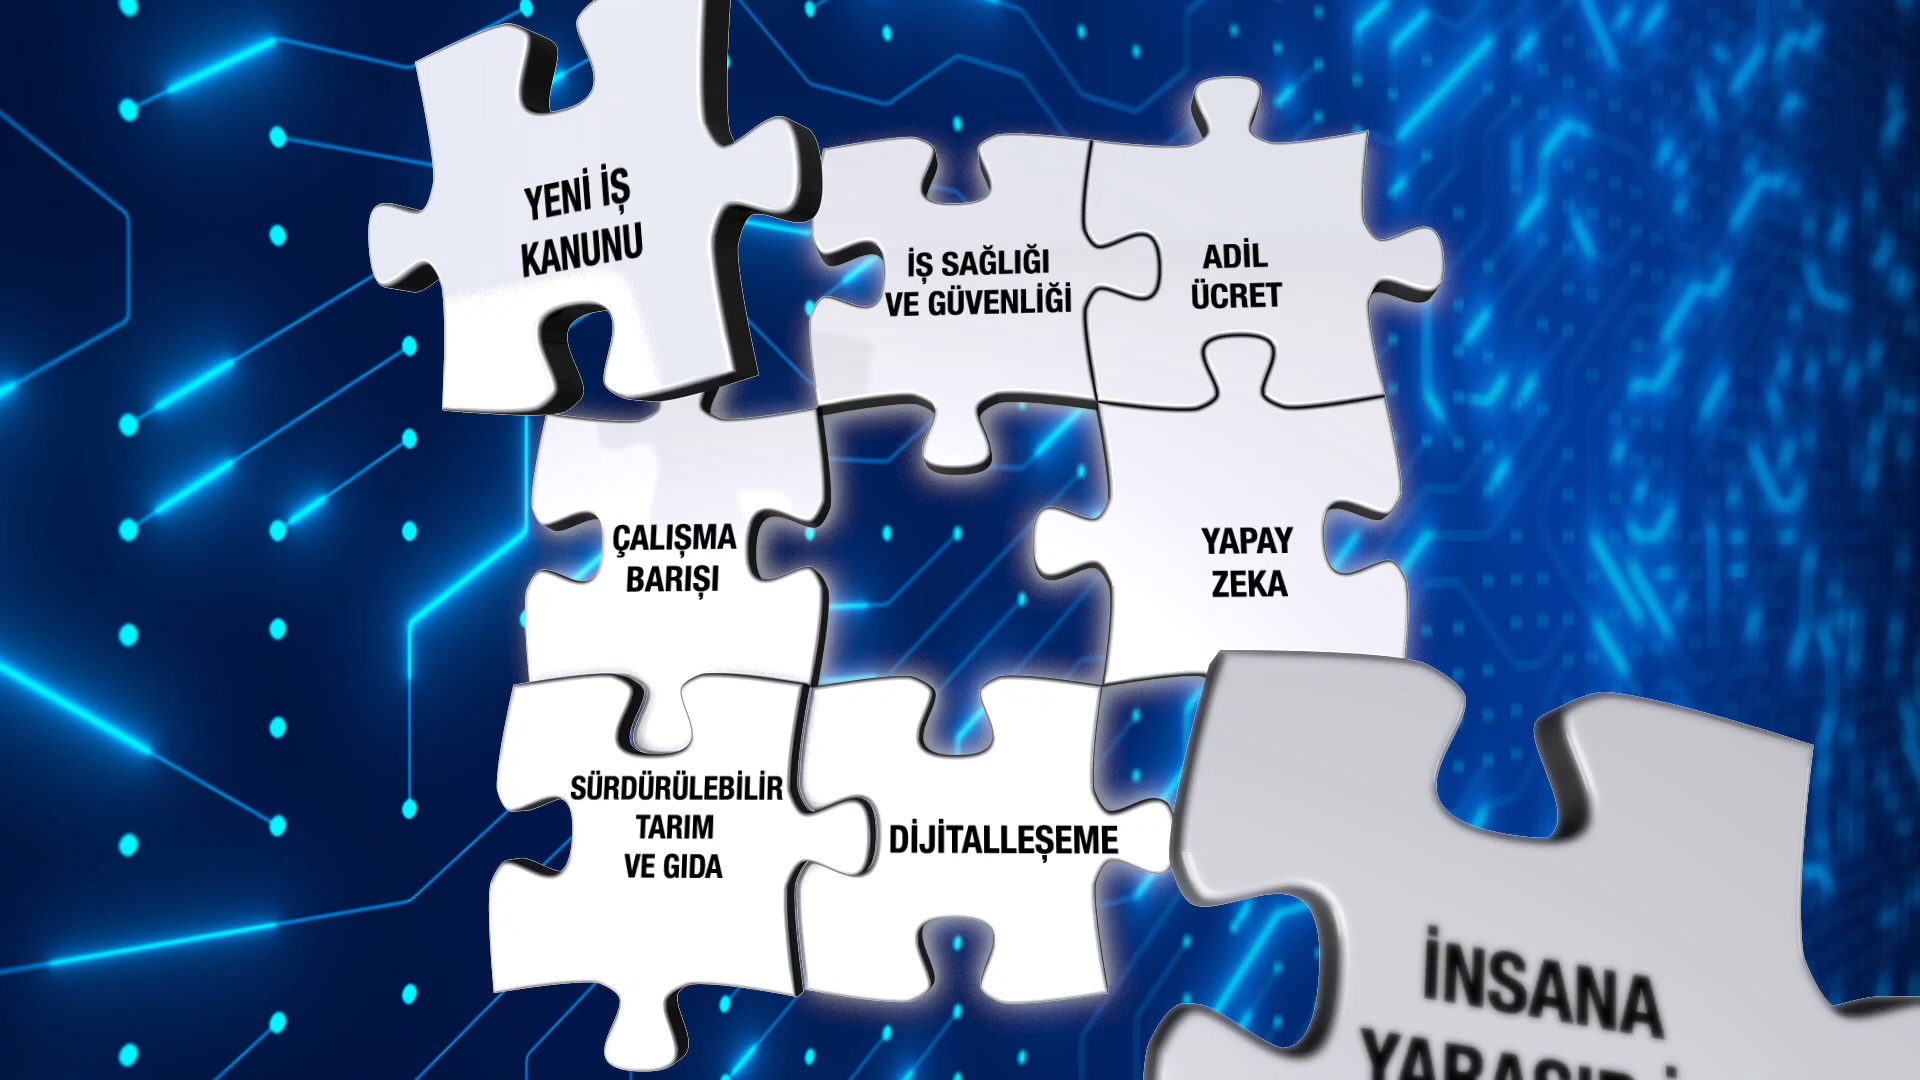 YENİ İŞ
KANUNU
İŞ SAĞLIĞI
VE GÜVENLİĞİ
ADİL
ÜCRET
ÇALIŞMA
BARIŞI
YAPAY
ZEKA
SÜRDÜRÜLEBİLİR
TARIM
VE GIDA
DİJİTALLEŞEME
İNSANA